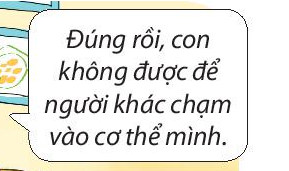 Đúng rồi, con
không được để
người khác chạm
vào cơ thể mình.